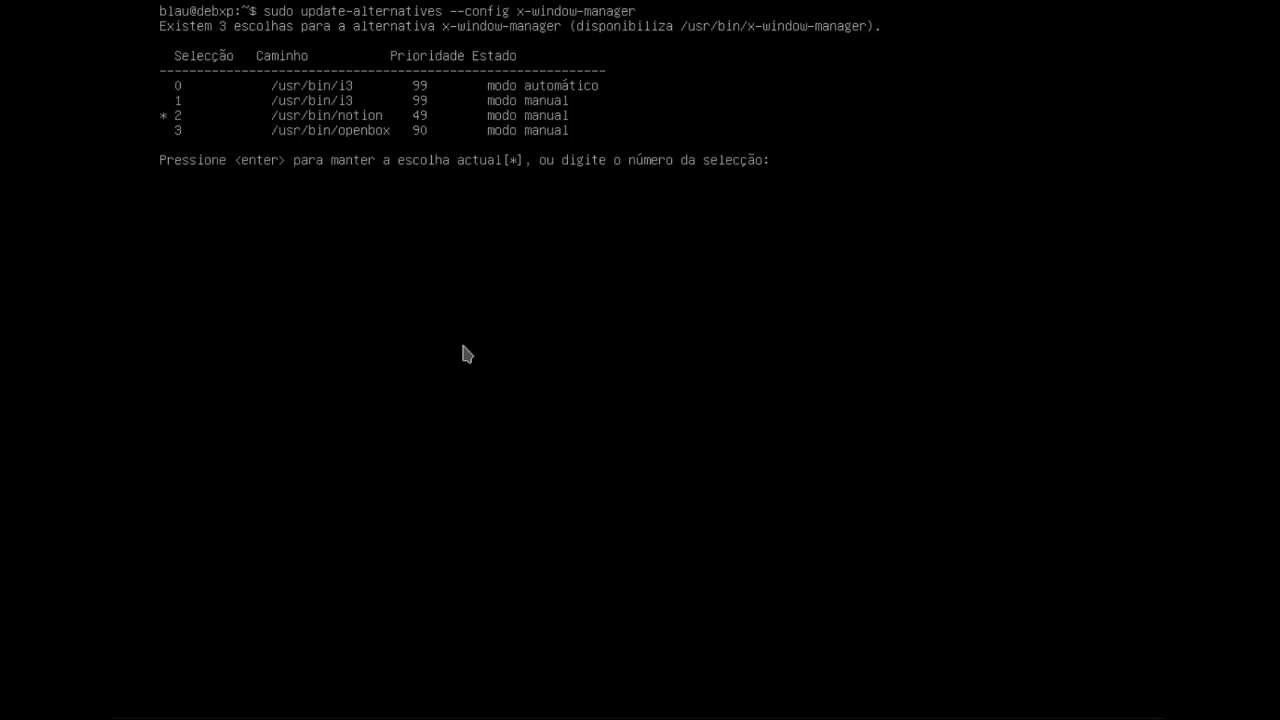 blau@debxp:~$ sudo update-alternatives --config x-window-manager
Existem 3 escolhas para a alternativa x-window-manager (disponibiliza /usr/bin/x-window-manager).
Selecção Caminho Prioridade Estado
------------------------------------------------------------
0 /usr/bin/i3 99 modo automático
1 /usr/bin/i3 99 modo manual
* 2 /usr/bin/notion 49 modo manual
3 /usr/bin/openbox 90 modo manual
Pressione <enter> para manter a escolha actual[*], ou digite o número da selecção: